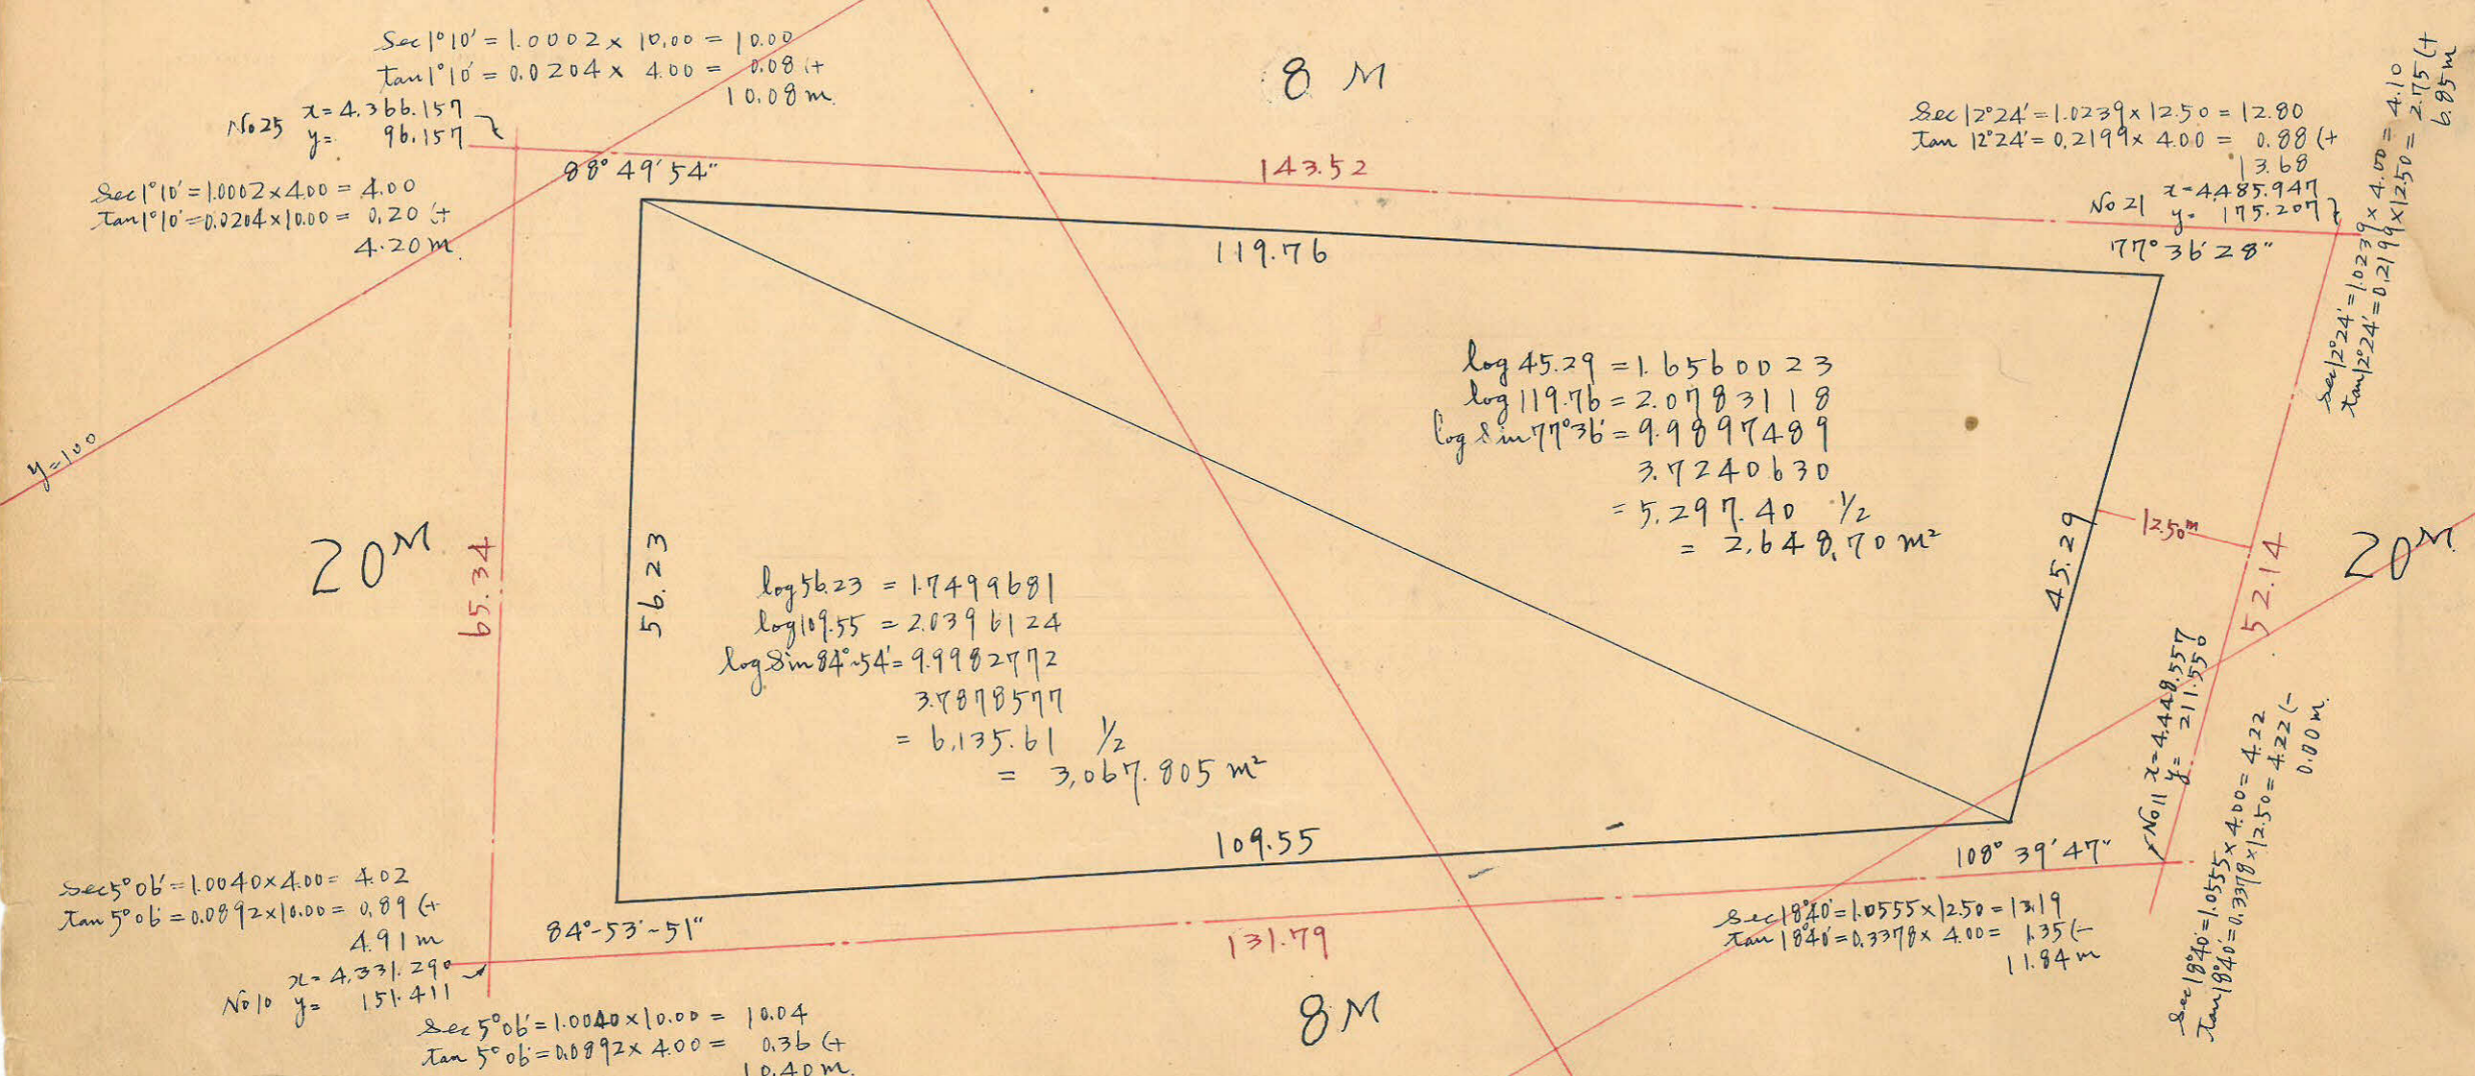 Sec 1°10' = 1.0002 × 10.00 = 10.00
tan 1°10' = 0.0204 × 4.00 = 0.08 (+
10.08 m.
No 25 x = 4.366.157
y = 96.157
Sec 1°10' = 1.0002 × 4.00 = 4.00
tan 1°10' = 0.0204 × 10.00 = 0.20 (+
4.20 m.
88° 49' 54"
8 M
143.52
119.76
Sec 12°24' = 1.0239 × 12.50 = 12.80
tan 12°24' = 0.2199 × 4.00 = 0.88 (+
13.68
No 21 x = 4.485.947
y = 175.207
77° 36' 28"
Sec 12°24' = 1.0239 × 4.00 = 4.10
tan 12°24' = 0.2199 × 12.50 = 2.75 (+
6.85 m
y = 100
20 M
65.34
56.23
log 45.29 = 1.6560023
log 119.76 = 2.0783118
log Sin 77°36' = 9.9897489
3.7240630
= 5,297.40 1/2
= 2,648.70 m²
log 56.23 = 1.7499681
log 109.55 = 2.0396124
log Sin 84°-54' = 9.9982772
3.7878577
= 6,135.61 1/2
= 3,067.805 m²
45.29
12.50 m
52.14
20 M
No 11 x = 4.448.557
y = 211.550
Sec 18°40' = 1.0555 × 4.00 = 4.22
tan 18°40' = 0.3378 × 12.50 = 4.22 (-
0.00 m.
109.55
108° 39' 47"
Sec 5°06' = 1.0040 × 4.00 = 4.02
tan 5°06' = 0.0892 × 10.00 = 0.89 (+
4.91 m
84°-53'-51"
No 10 x = 4,331.290
y = 151.411
131.79
Sec 18°40' = 1.0555 × 12.50 = 13.19
tan 18°40' = 0.3378 × 4.00 = 1.35 (-
11.84 m
Sec 5°06' = 1.0040 × 10.00 = 10.04
tan 5°06' = 0.0892 × 4.00 = 0.36 (+
10.40 m.
8 M